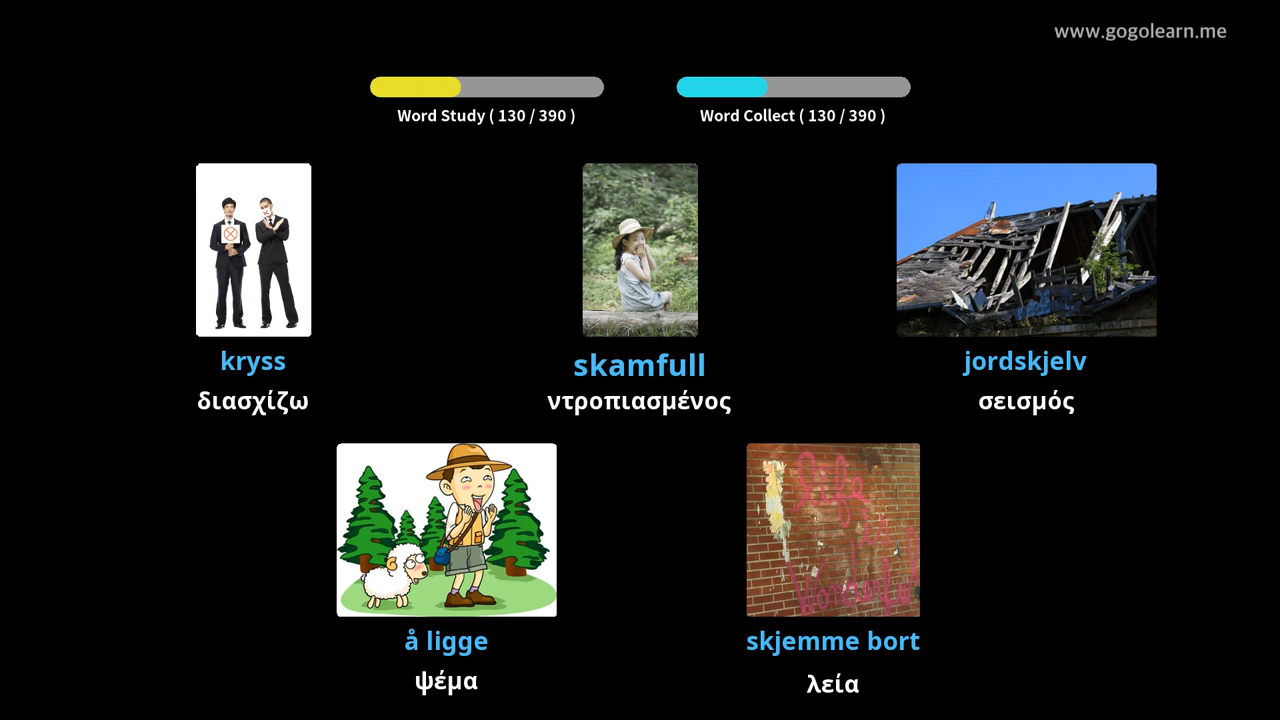 www.gogolearn.me
Word Study ( 130 / 390 )
Word Collect ( 130 / 390 )
kryss
διασχίζω
skamfull
ντροπιασμένος
jordskjelv
σεισμός
å ligge
ψέμα
skjemme bort
λεία